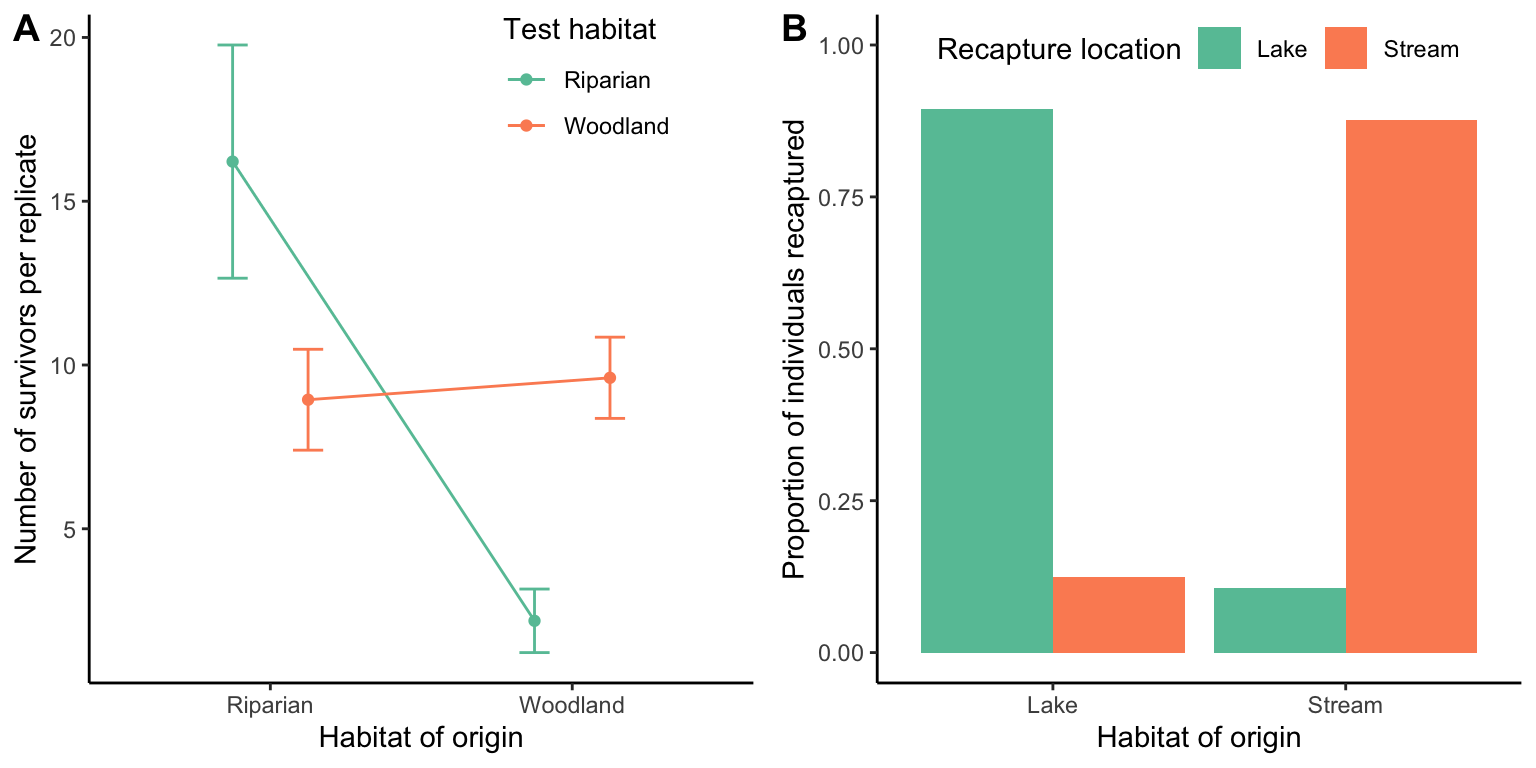 A
Number of survivors per replicate
20
15
10
5
Test habitat
Riparian
Woodland
Riparian
Woodland
Habitat of origin
B
Proportion of individuals recaptured
1.00
0.75
0.50
0.25
0.00
Recapture location Lake Stream
Lake
Stream
Habitat of origin